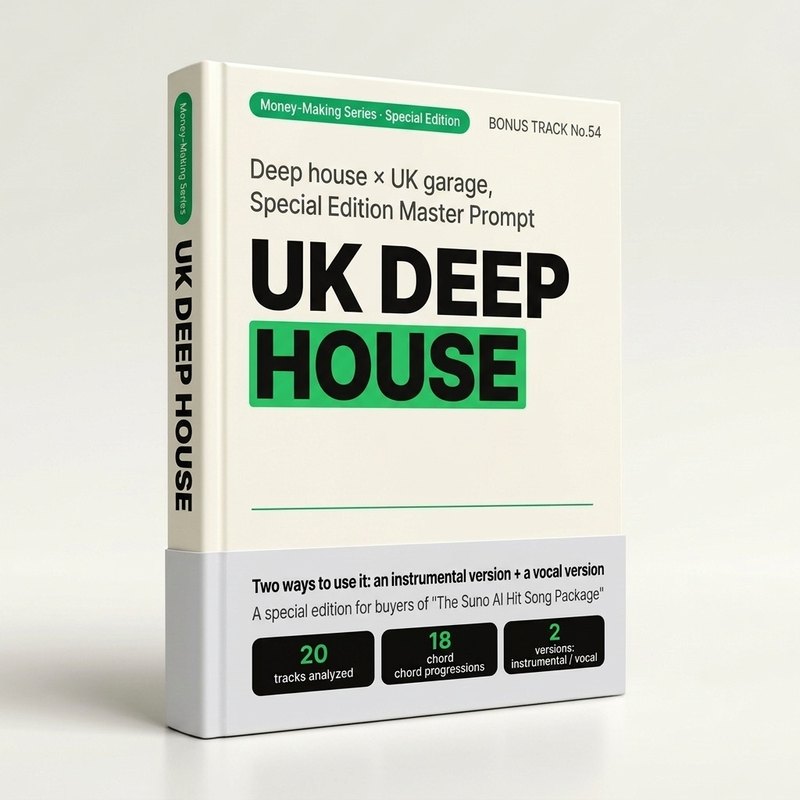 Money-Making Series
UK DEEP HOUSE
Money-Making Series · Special Edition
BONUS TRACK No.54
Deep house × UK garage,
Special Edition Master Prompt
UK DEEP
HOUSE
Two ways to use it: an instrumental version + a vocal version
A special edition for buyers of "The Suno AI Hit Song Package"
20
tracks analyzed
18
chord
chord progressions
2
versions:
instrumental / vocal